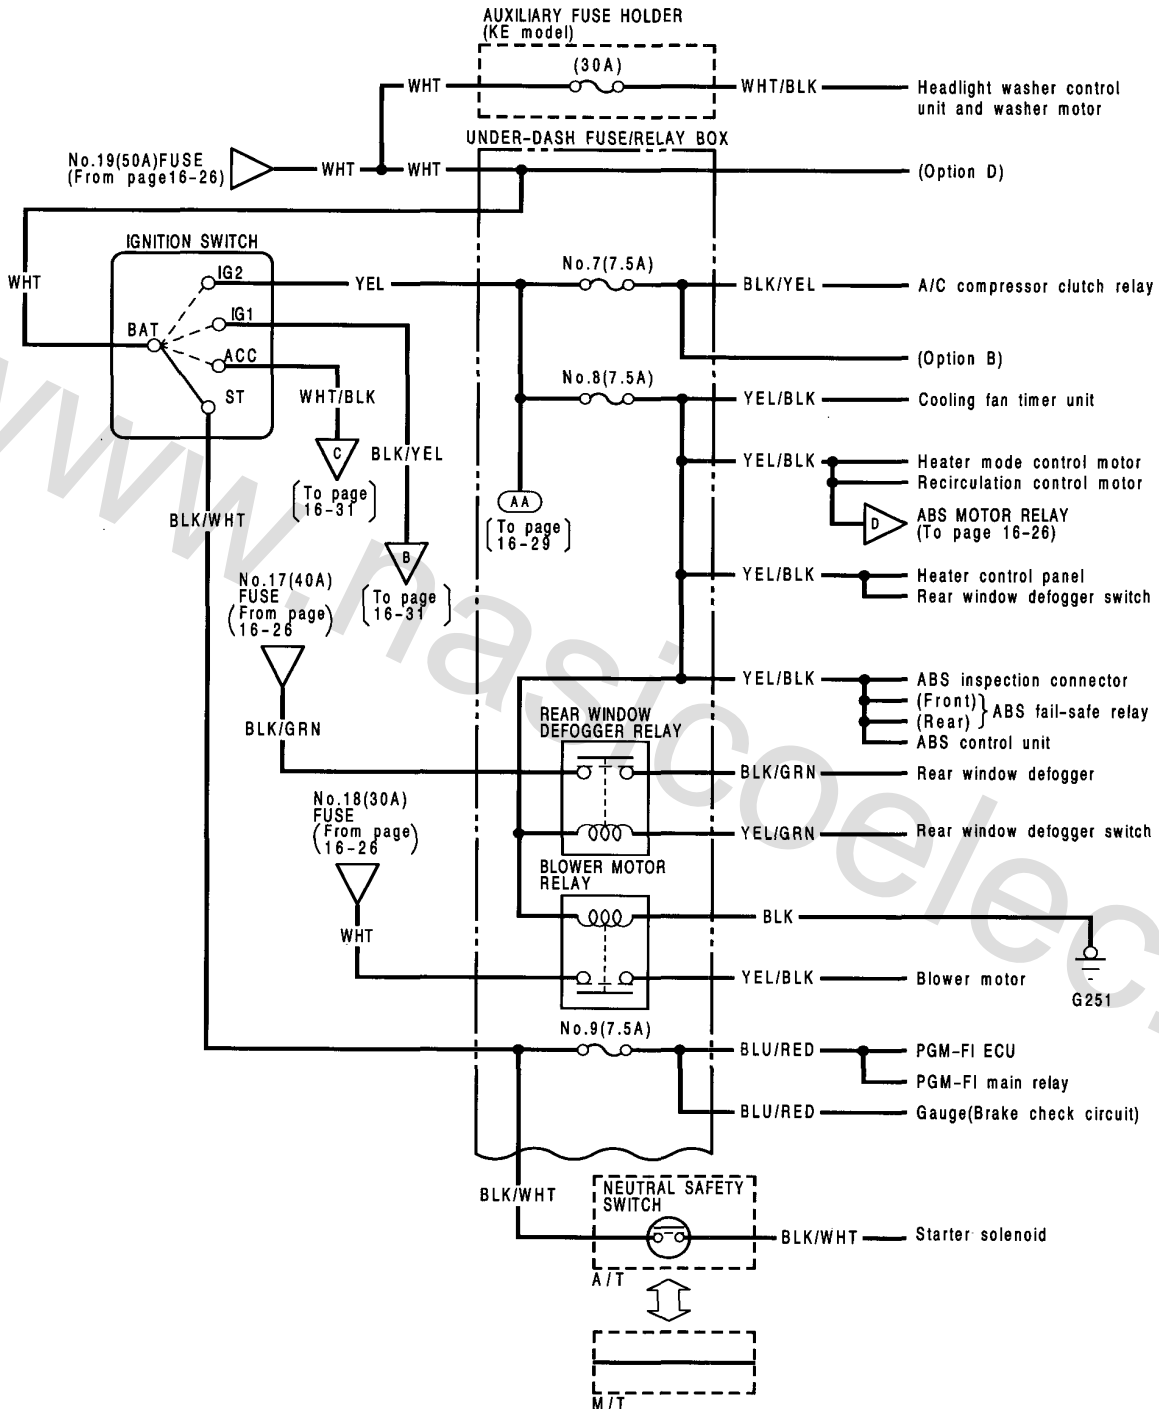 AUXILIARY FUSE HOLDER
(KE model)
(30A)
WHT
WHT/BLK
Headlight washer control
unit and washer motor
UNDER-DASH FUSE/RELAY BOX
No.19(50A)FUSE
(From page16-26)
WHT
WHT
(Option D)
IGNITION SWITCH
WHT
IG2
YEL
No.7(7.5A)
BLK/YEL
A/C compressor clutch relay
IG1
BAT
ACC
(Option B)
ST
WHT/BLK
No.8(7.5A)
YEL/BLK
Cooling fan timer unit
C
BLK/YEL
YEL/BLK
Heater mode control motor
Recirculation control motor
(To page
16-31)
AA
D
ABS MOTOR RELAY
(To page 16-26)
BLK/WHT
(To page
16-29)
B
No.17(40A)
FUSE
(From page)
16-26
(To page
16-31)
YEL/BLK
Heater control panel
Rear window defogger switch
YEL/BLK
ABS inspection connector
(Front)
(Rear)
ABS fail-safe relay
ABS control unit
BLK/GRN
REAR WINDOW
DEFOGGER RELAY
BLK/GRN
Rear window defogger
No.18(30A)
FUSE
(From page)
16-26
YEL/GRN
Rear window defogger switch
BLOWER MOTOR
RELAY
BLK
WHT
YEL/BLK
Blower motor
G251
No.9(7.5A)
BLU/RED
PGM-FI ECU
PGM-FI main relay
BLU/RED
Gauge(Brake check circuit)
BLK/WHT
NEUTRAL SAFETY
SWITCH
BLK/WHT
Starter solenoid
A/T
M/T
www.nasicoelec.